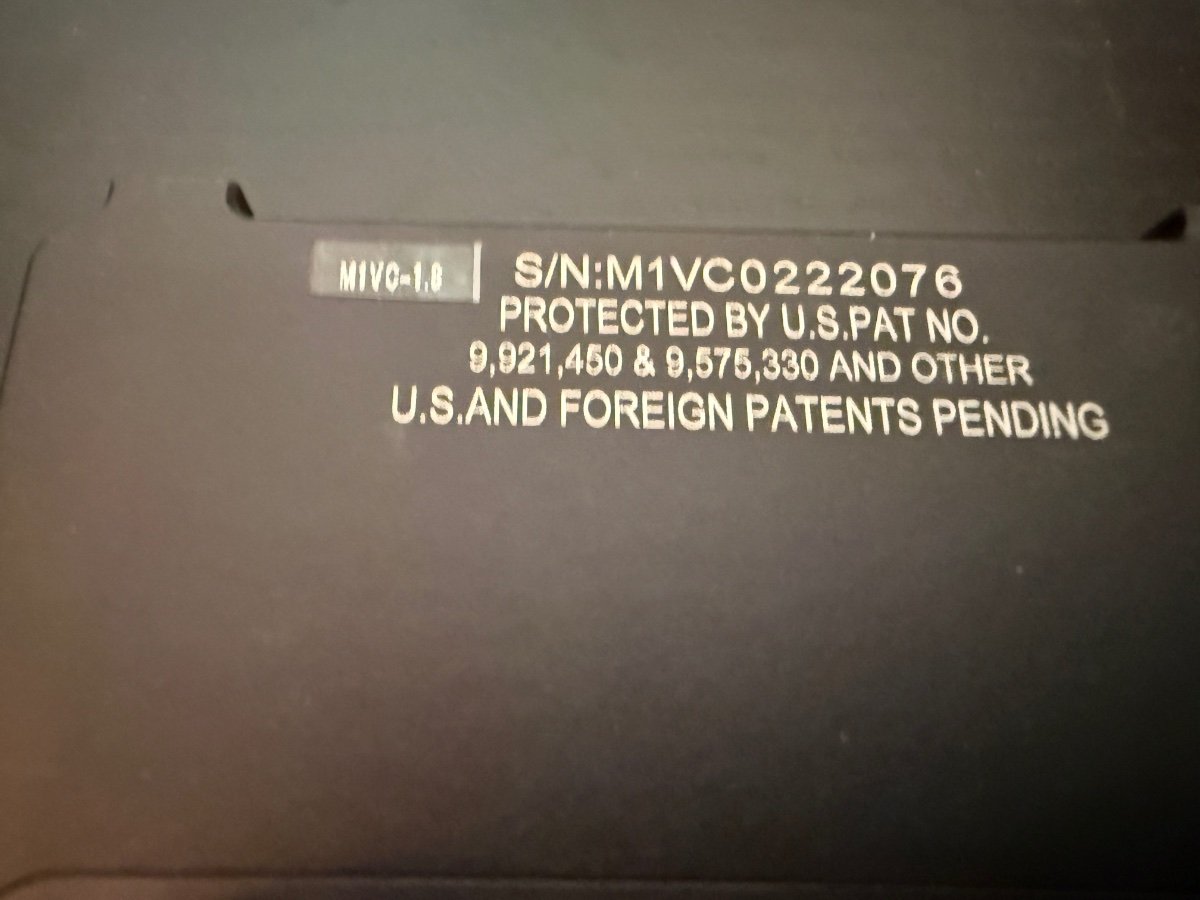 M1VC-1.0
S/N:M1VC0222076
PROTECTED BY U.S.PAT NO.
9,921,450 & 9,575,330 AND OTHER
U.S.AND FOREIGN PATENTS PENDING